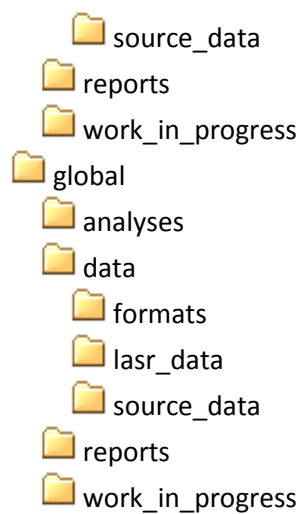 source_data
reports
work_in_progress
global
analyses
data
formats
lasr_data
source_data
reports
work_in_progress